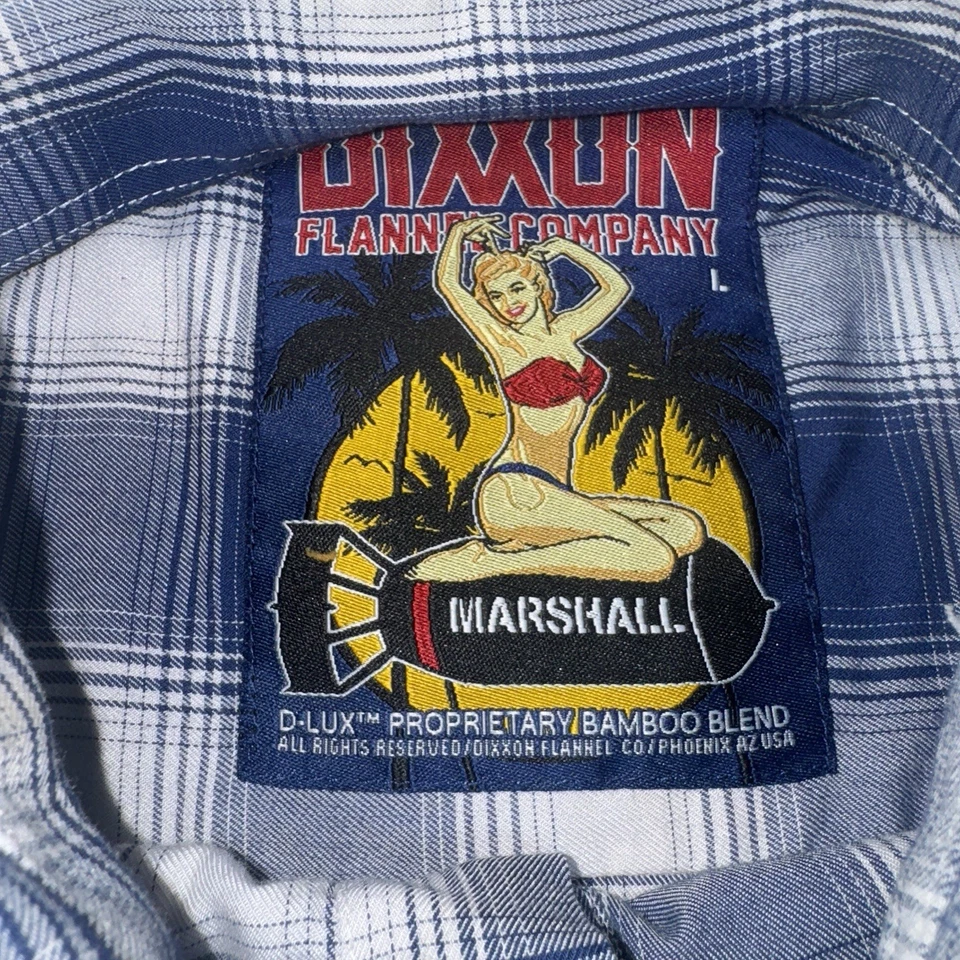 DIXXON
FLANNEL COMPANY
L
MARSHALL
D-LUX™ PROPRIETARY BAMBOO BLEND
ALL RIGHTS RESERVED/DIXXON FLANNEL CO/PHOENIX AZ USA